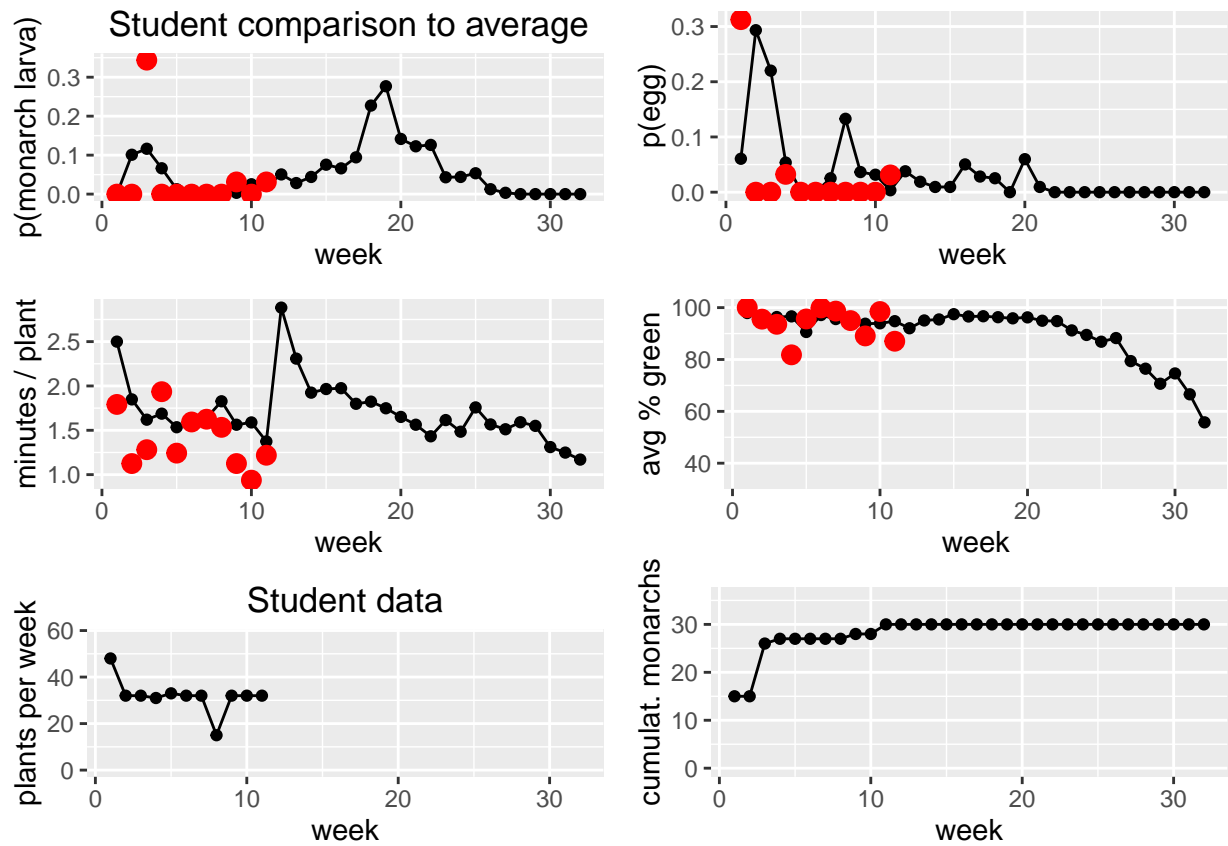 Student comparison to average
p(monarch larva)
0.3
0.2
0.1
0.0
0 10 20 30
week
p(egg)
0.3
0.2
0.1
0.0
0 10 20 30
week
minutes / plant
2.5
2.0
1.5
1.0
0 10 20 30
week
avg % green
100
80
60
40
0 10 20 30
week
Student data
plants per week
60
40
20
0
0 10 20 30
week
cumulat. monarchs
30
20
10
0
0 10 20 30
week